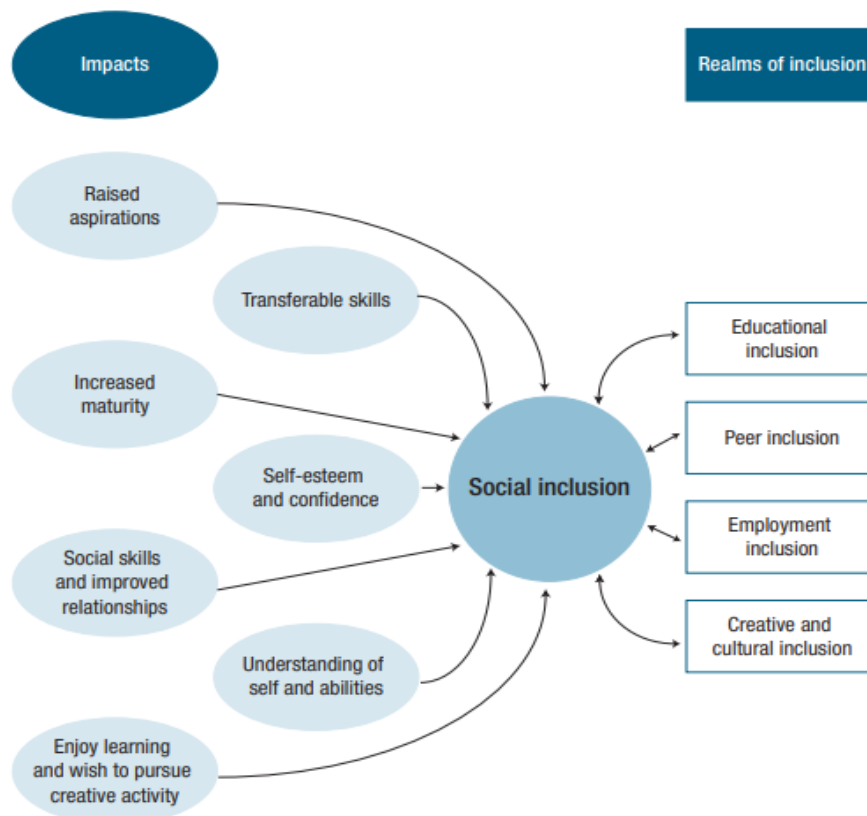 Impacts
Realms of inclusion
Raised
aspirations
Transferable skills
Increased
maturity
Self-esteem
and confidence
Social skills
and improved
relationships
Understanding of
self and abilities
Enjoy learning
and wish to pursue
creative activity
Social inclusion
Educational
inclusion
Peer inclusion
Employment
inclusion
Creative and
cultural inclusion